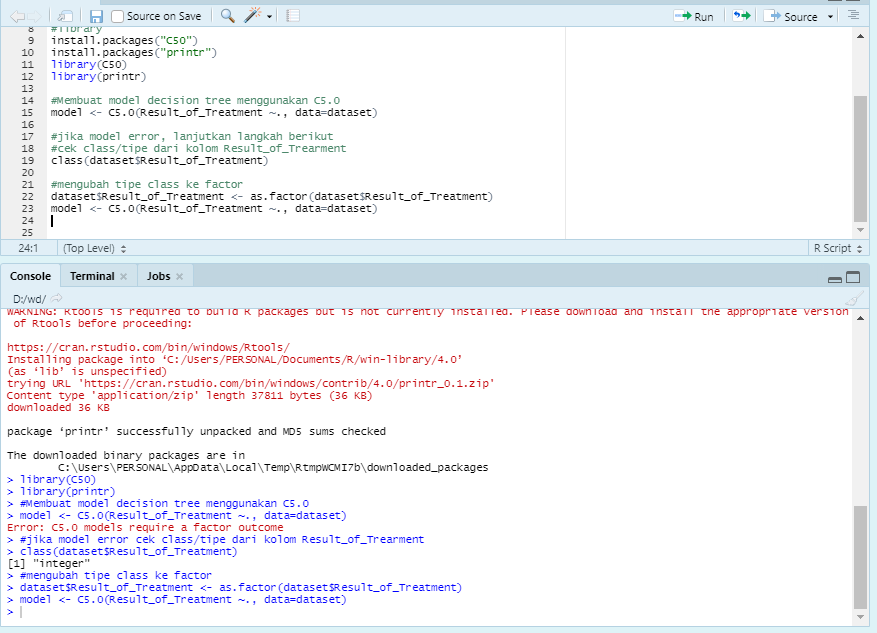 Source on Save
Run
Source
8 #library
9 install.packages("C50")
10 install.packages("printr")
11 library(C50)
12 library(printr)
13
14 #Membuat model decision tree menggunakan C5.0
15 model <- C5.0(Result_of_Treatment ~., data=dataset)
16
17 #jika model error, lanjutkan langkah berikut
18 #cek class/tipe dari kolom Result_of_Trearment
19 class(dataset$Result_of_Treatment)
20
21 #mengubah tipe class ke factor
22 dataset$Result_of_Treatment <- as.factor(dataset$Result_of_Treatment)
23 model <- C5.0(Result_of_Treatment ~., data=dataset)
24
25
24:1 (Top Level) R Script
Console Terminal × Jobs ×
D:/wd/
WARNING: Rtools is required to build R packages but is not currently installed. Please download and install the appropriate version
of Rtools before proceeding:
https://cran.rstudio.com/bin/windows/Rtools/
Installing package into ‘C:/Users/PERSONAL/Documents/R/win-library/4.0’
(as ‘lib’ is unspecified)
trying URL 'https://cran.rstudio.com/bin/windows/contrib/4.0/printr_0.1.zip'
Content type 'application/zip' length 37811 bytes (36 KB)
downloaded 36 KB
package ‘printr’ successfully unpacked and MD5 sums checked
The downloaded binary packages are in
C:\Users\PERSONAL\AppData\Local\Temp\RtmpWCMI7b\downloaded_packages
> library(C50)
> library(printr)
> #Membuat model decision tree menggunakan C5.0
> model <- C5.0(Result_of_Treatment ~., data=dataset)
Error: C5.0 models require a factor outcome
> #jika model error cek class/tipe dari kolom Result_of_Trearment
> class(dataset$Result_of_Treatment)
[1] "integer"
> #mengubah tipe class ke factor
> dataset$Result_of_Treatment <- as.factor(dataset$Result_of_Treatment)
> model <- C5.0(Result_of_Treatment ~., data=dataset)
>